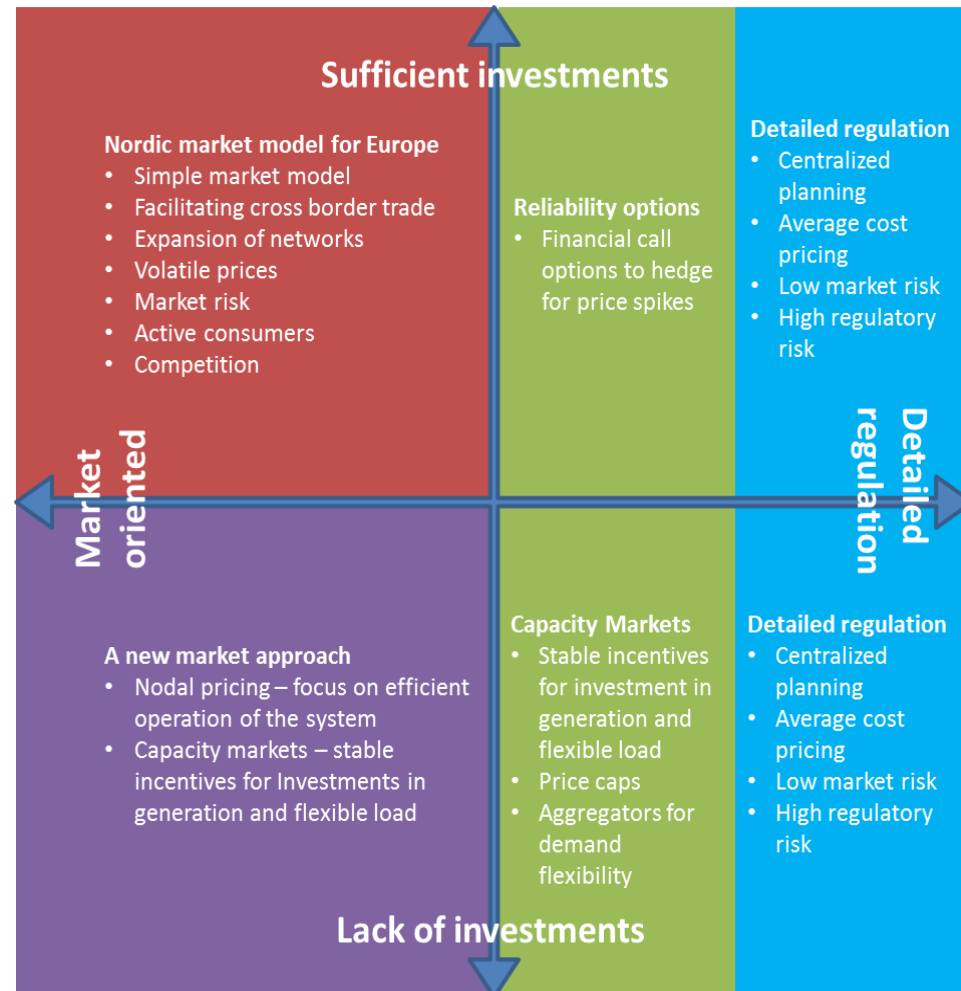 Sufficient investments
Nordic market model for Europe
• Simple market model
• Facilitating cross border trade
• Expansion of networks
• Volatile prices
• Market risk
• Active consumers
• Competition
Reliability options
• Financial call
options to hedge
for price spikes
Detailed regulation
• Centralized
planning
• Average cost
pricing
• Low market risk
• High regulatory
risk
Market
oriented
Detailed
regulation
A new market approach
• Nodal pricing – focus on efficient
operation of the system
• Capacity markets – stable
incentives for Investments in
generation and flexible load
Capacity Markets
• Stable incentives
for investment in
generation and
flexible load
• Price caps
• Aggregators for
demand
flexibility
Detailed regulation
• Centralized
planning
• Average cost
pricing
• Low market risk
• High regulatory
risk
Lack of investments